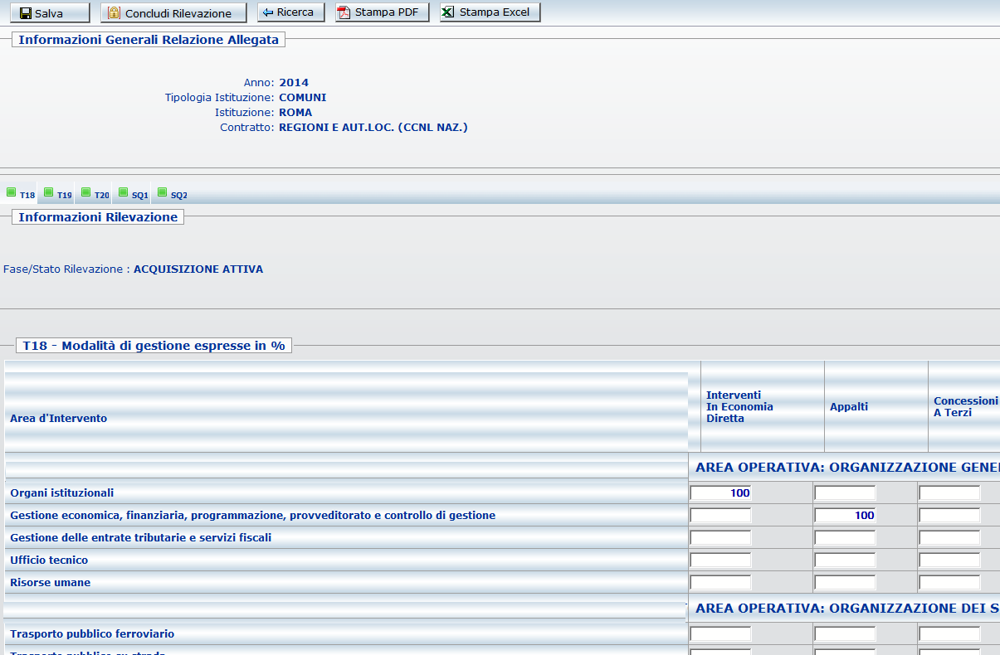 Salva Concludi Rilevazione Ricerca Stampa PDF Stampa Excel
Informazioni Generali Relazione Allegata
Anno: 2014
Tipologia Istituzione: COMUNI
Istituzione: ROMA
Contratto: REGIONI E AUT.LOC. (CCNL NAZ.)
T18 T19 T20 SQ1 SQ2
Informazioni Rilevazione
Fase/Stato Rilevazione : ACQUISIZIONE ATTIVA
T18 - Modalità di gestione espresse in %
Area d'Intervento
Interventi
In Economia
Diretta
Appalti
Concessioni
A Terzi
AREA OPERATIVA: ORGANIZZAZIONE GENE
Organi istituzionali 100
Gestione economica, finanziaria, programmazione, provveditorato e controllo di gestione 100
Gestione delle entrate tributarie e servizi fiscali
Ufficio tecnico
Risorse umane
AREA OPERATIVA: ORGANIZZAZIONE DEI S
Trasporto pubblico ferroviario
Trasporto pubblico su strada